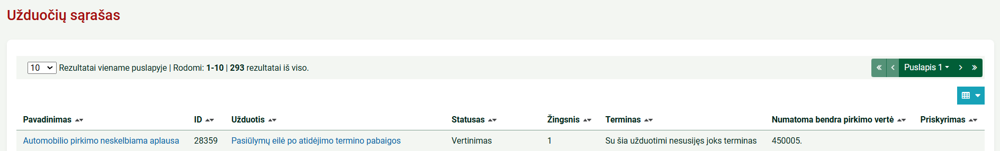 Užduočių sąrašas
10 Rezultatai viename puslapyje | Rodomi: 1-10 | 293 rezultatai iš viso.
« ‹ Puslapis 1 › »
Pavadinimas ID Užduotis Statusas Žingsnis Terminas Numatoma bendra pirkimo vertė Priskyrimas
Automobilio pirkimo neskelbiama aplausa 28359 Pasiūlymų eilė po atidėjimo termino pabaigos Vertinimas 1 Su šia užduotimi nesusijęs joks terminas 450005.